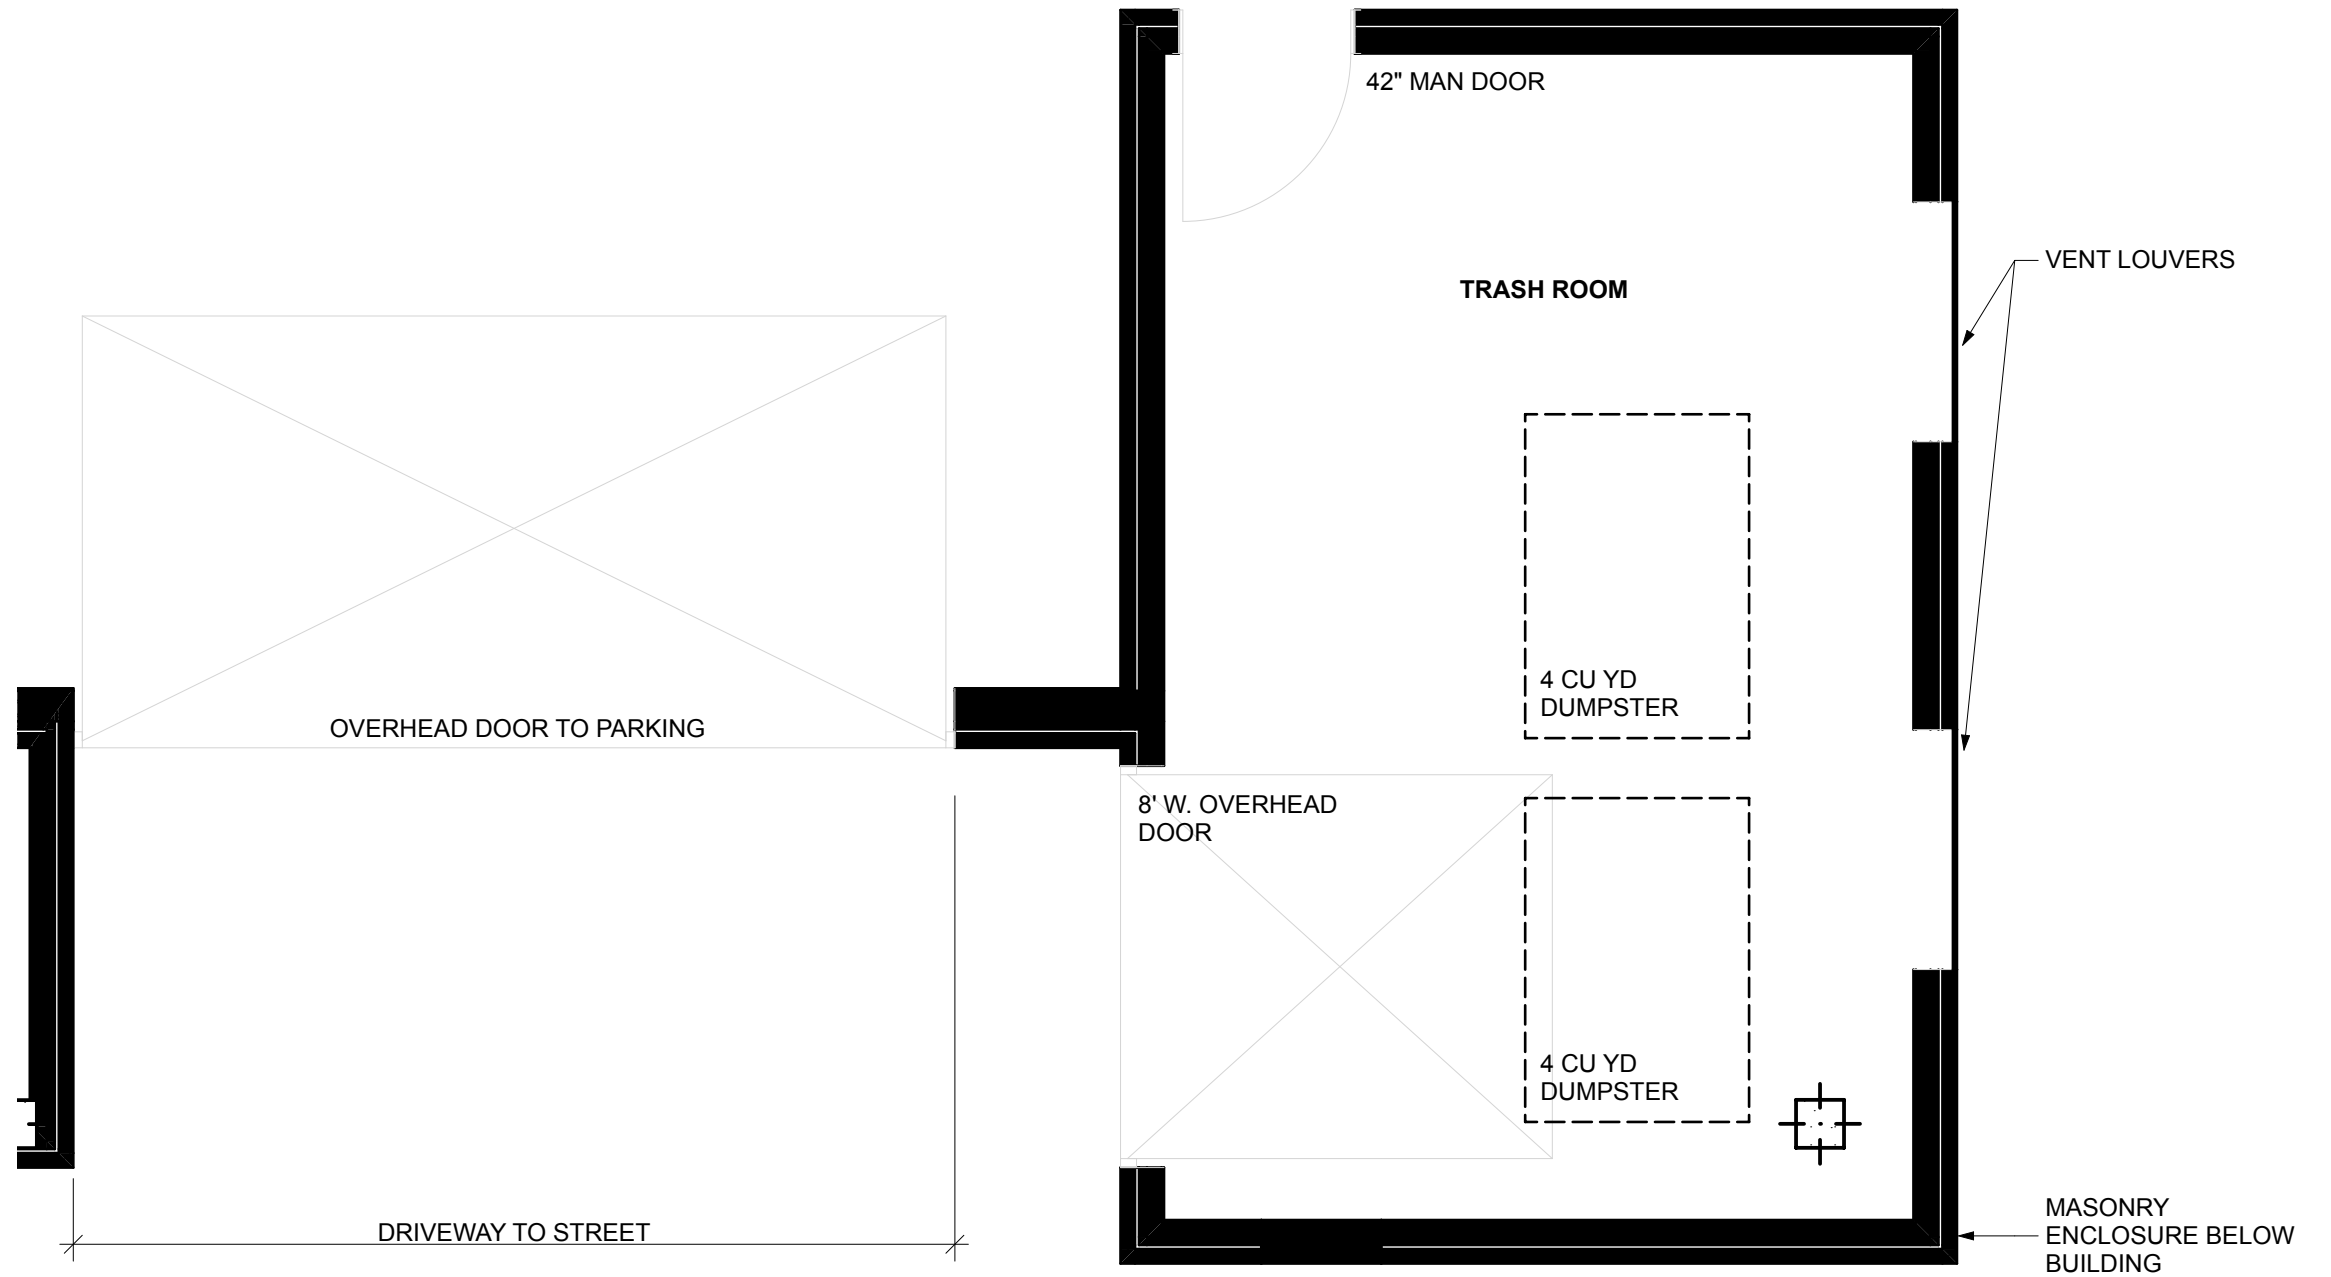 42" MAN DOOR
VENT LOUVERS
TRASH ROOM
4 CU YD
DUMPSTER
OVERHEAD DOOR TO PARKING
8' W. OVERHEAD
DOOR
4 CU YD
DUMPSTER
DRIVEWAY TO STREET
MASONRY
ENCLOSURE BELOW
BUILDING